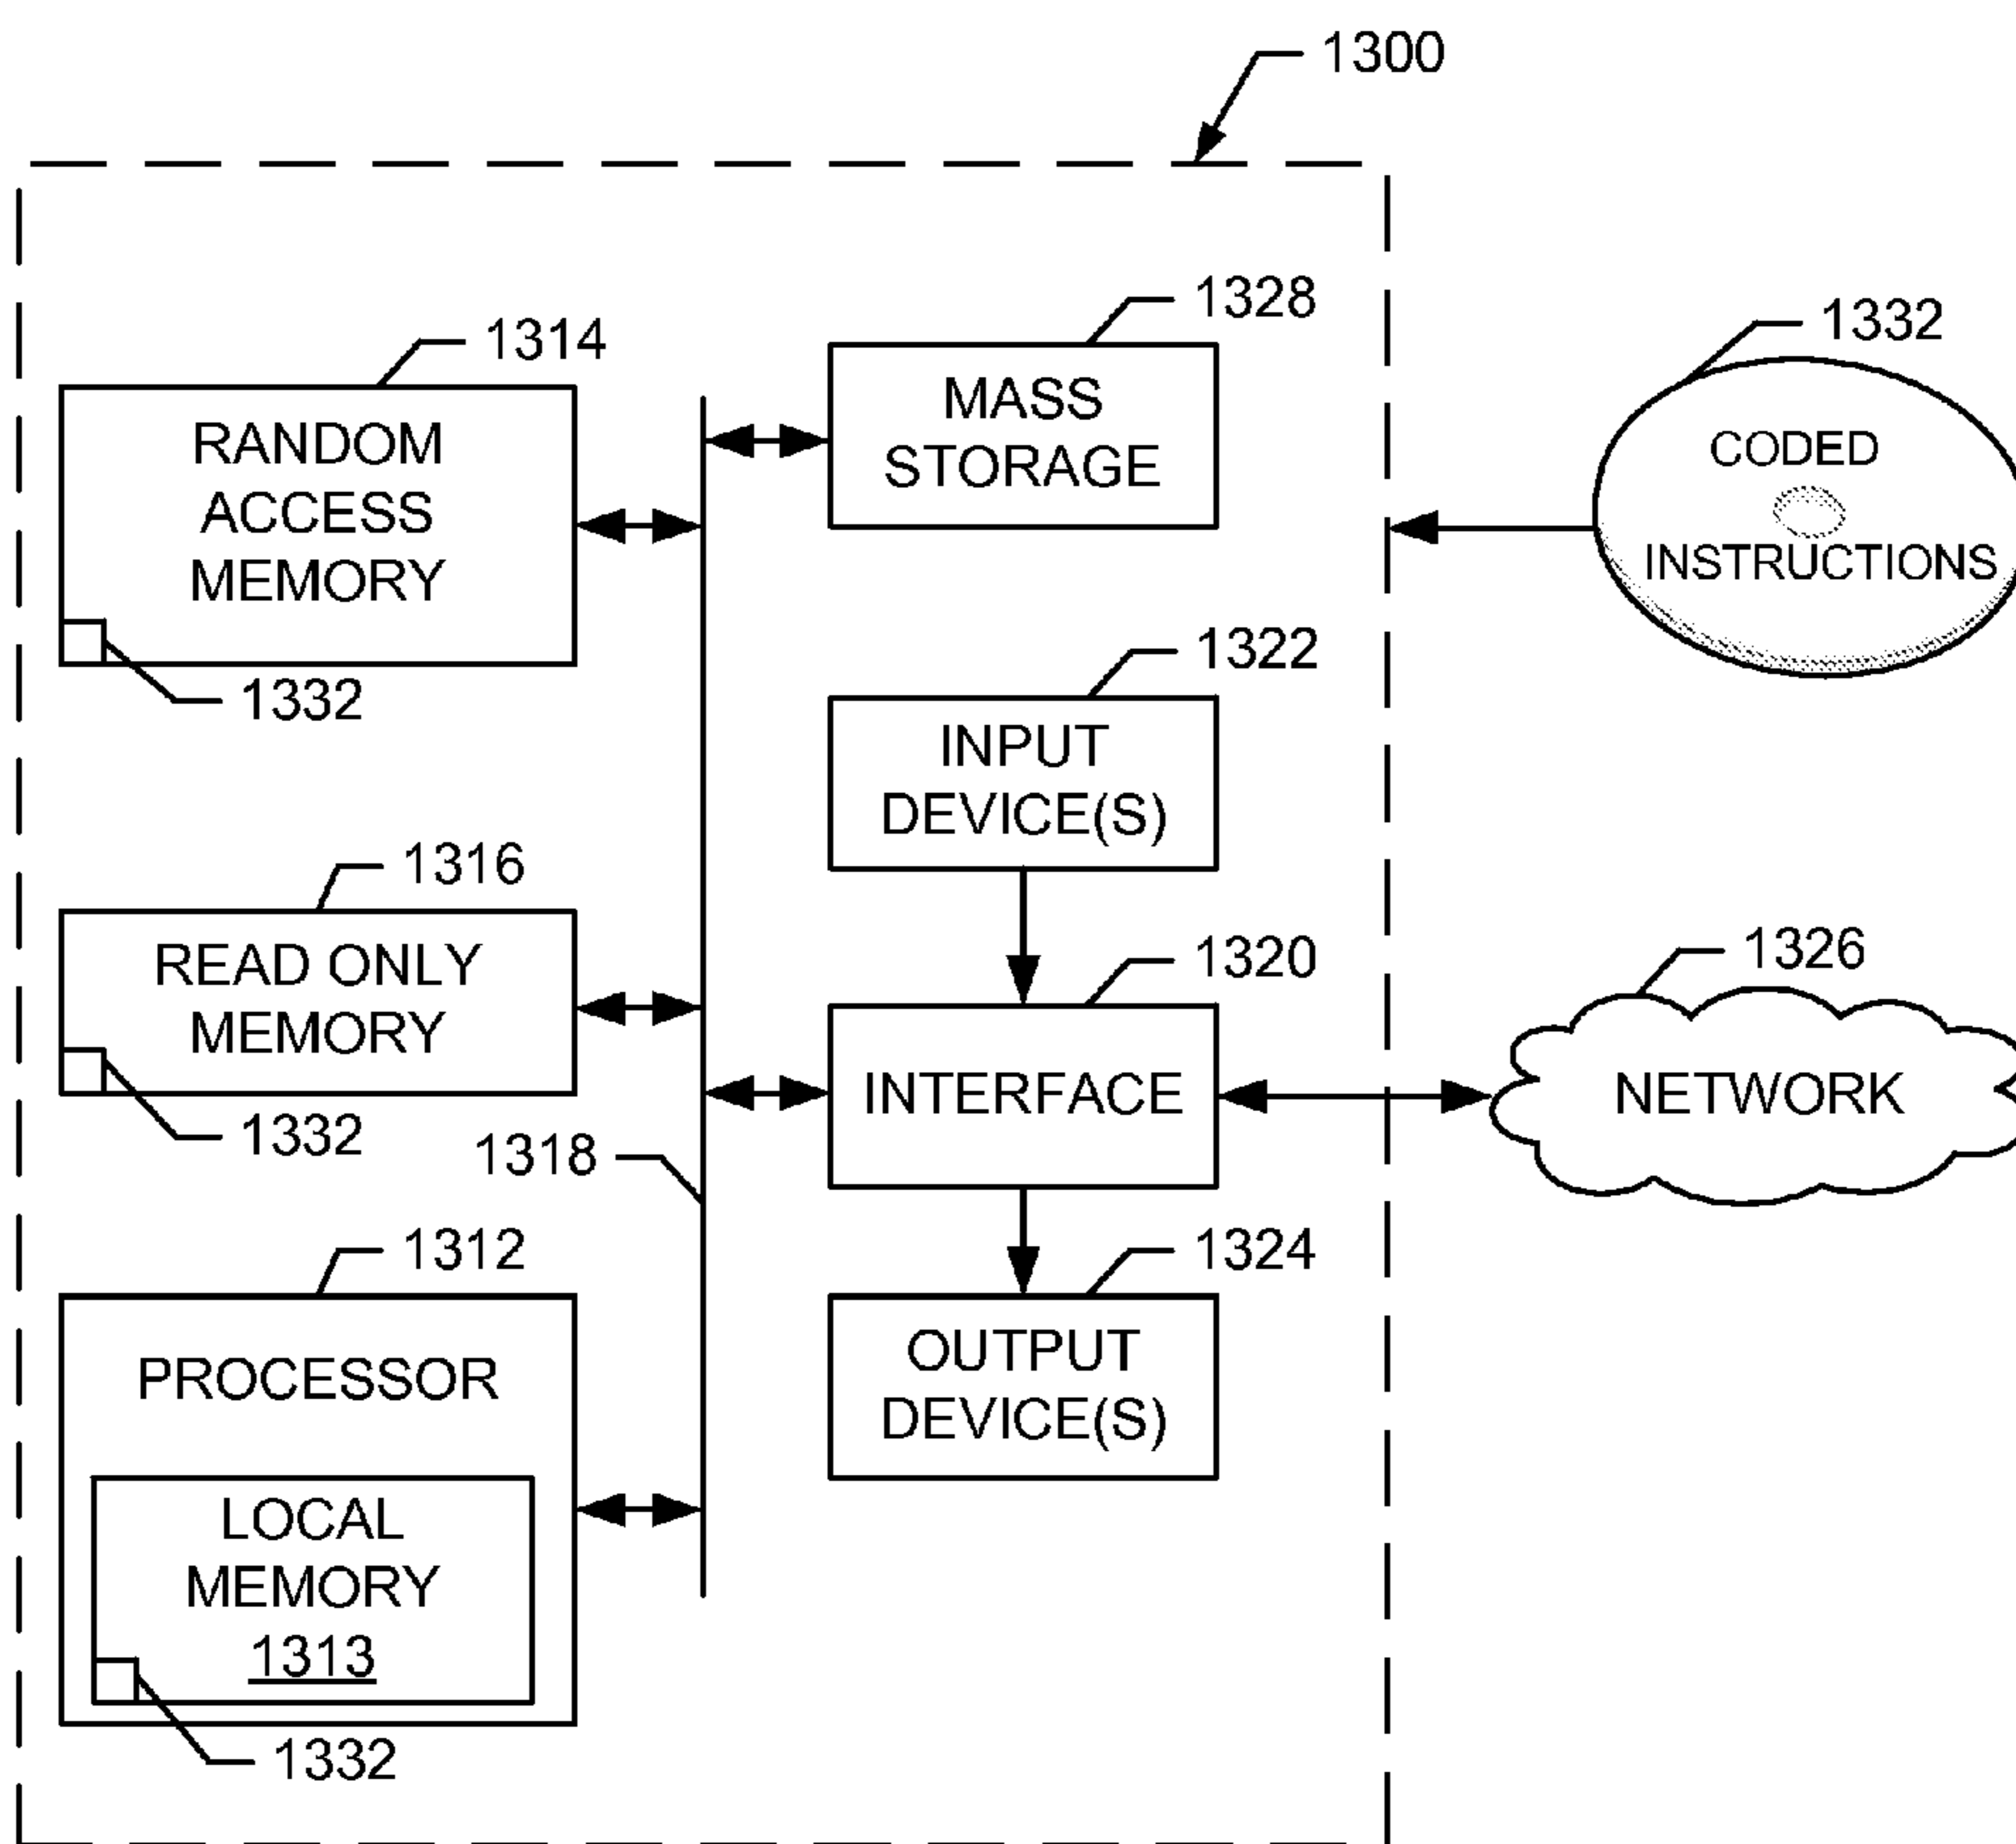 1300
1328
1314
1332
MASS
STORAGE
RANDOM
ACCESS
MEMORY
CODED
INSTRUCTIONS
1332
1322
INPUT
DEVICE(S)
1316
READ ONLY
MEMORY
1332
1320
1326
INTERFACE
NETWORK
1318
1312
1324
PROCESSOR
OUTPUT
DEVICE(S)
LOCAL
MEMORY
1313
1332